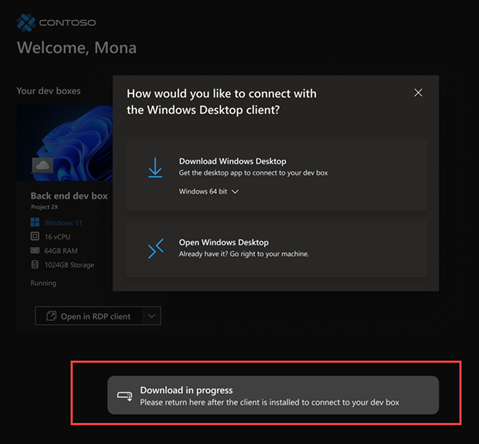 CONTOSO
Welcome, Mona
Your dev boxes
Back end dev box
Project 2X
Windows 11
16 vCPU
64GB RAM
1024GB Storage
Running
Open in RDP client
How would you like to connect with
the Windows Desktop client?
Download Windows Desktop
Get the desktop app to connect to your dev box
Windows 64 bit
Open Windows Desktop
Already have it? Go right to your machine.
Download in progress
Please return here after the client is installed to connect to your dev box